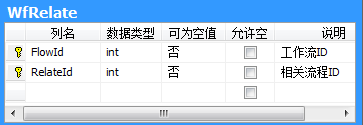 WfRelate
列名 数据类型 可为空值 允许空 说明
FlowId int 否 工作流ID
RelateId int 否 相关流程ID